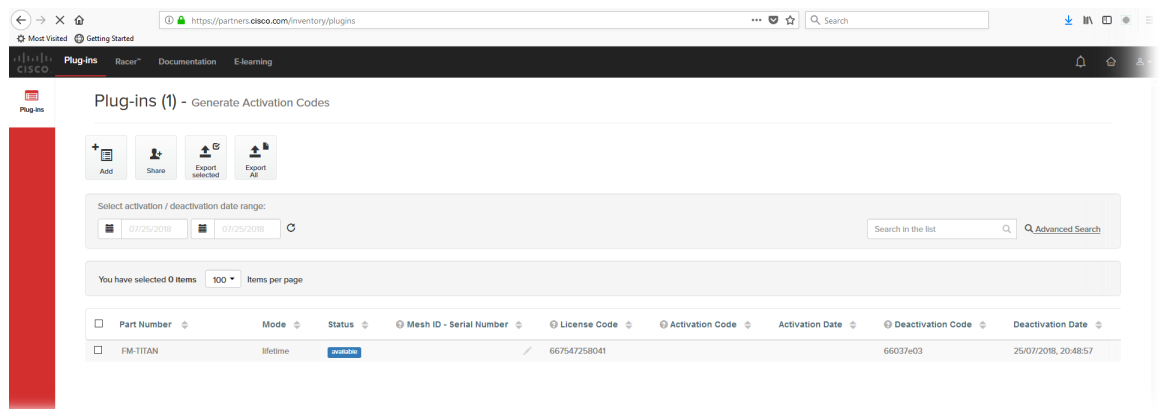 https://partners.cisco.com/inventory/plugins
Search
Most Visited Getting Started
CISCO Plug-ins Racer™ Documentation E-learning
Plug-ins
Plug-ins (1) - Generate Activation Codes
Add Share Export selected Export All
Select activation / deactivation date range:
07/25/2018 07/25/2018 Search in the list Advanced Search
You have selected 0 items 100 Items per page
Part Number Mode Status Mesh ID - Serial Number License Code Activation Code Activation Date Deactivation Code Deactivation Date
FM-TITAN lifetime available 667547258041 66037e03 25/07/2018, 20:48:57